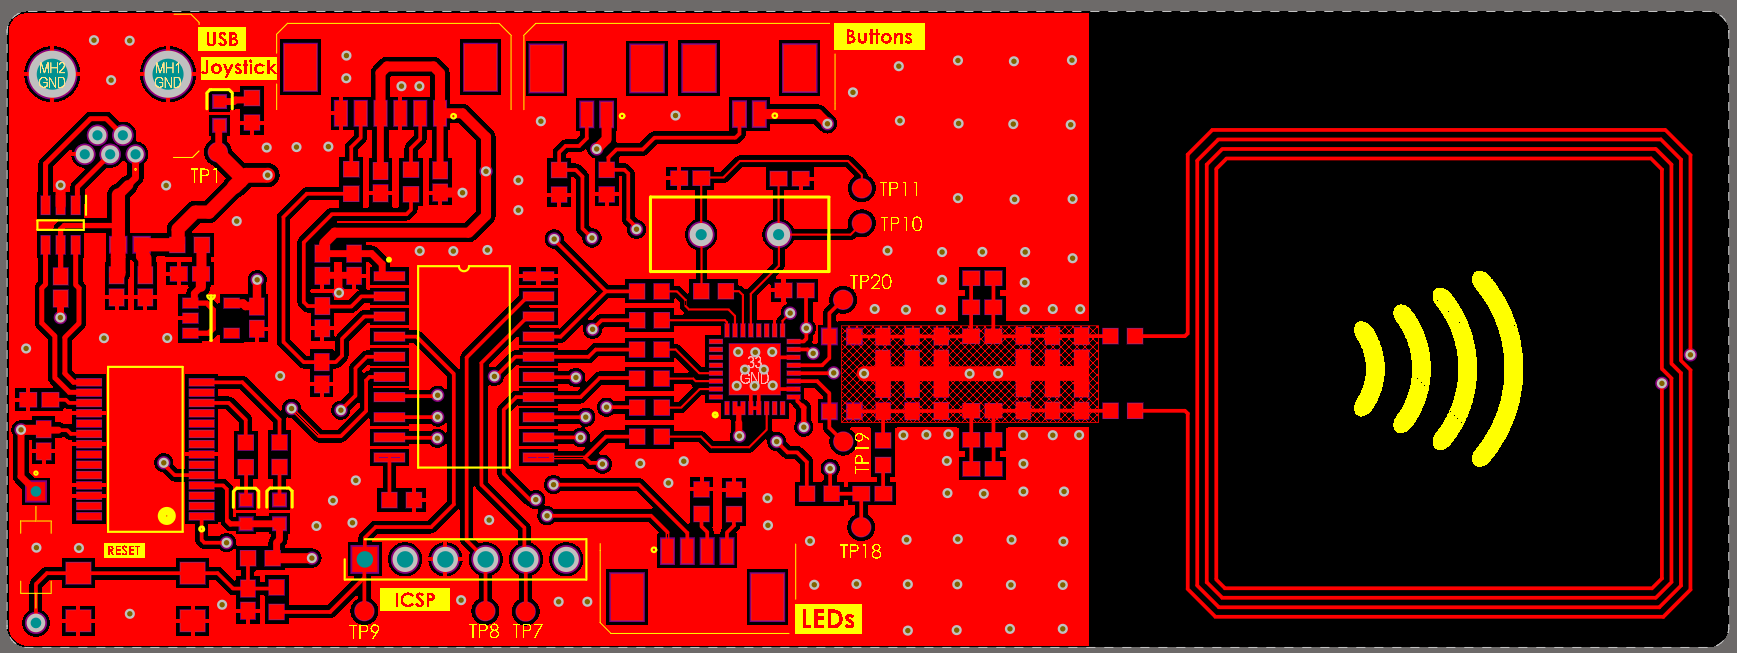 USB
Buttons
Joystick
MH2
GND
MH1
GND
TP1
TP11
TP10
TP20
33
GND
TP19
RESET
TP18
ICSP
LEDs
TP9
TP8
TP7